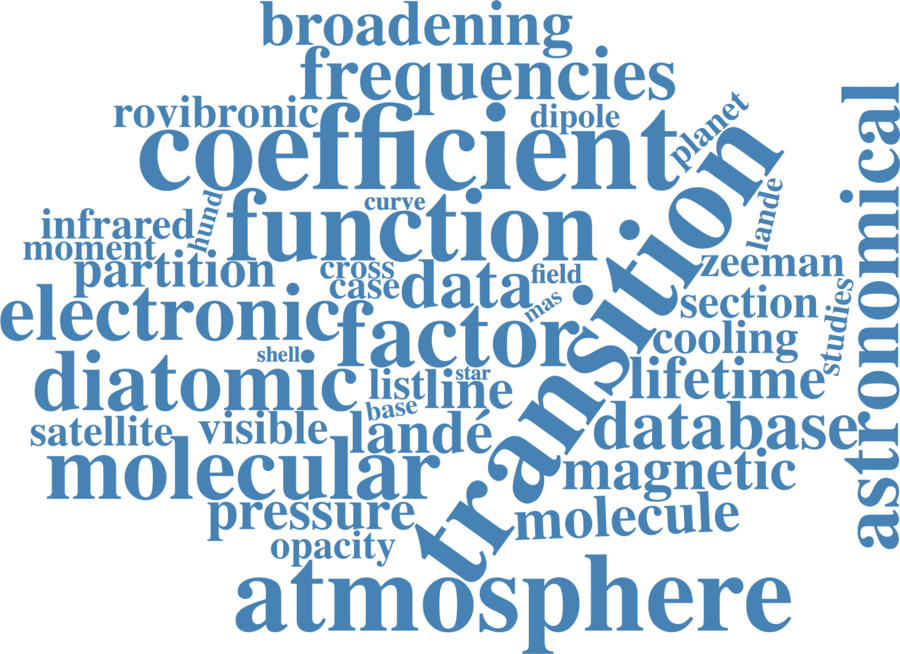 broadening
frequencies
rovibronic
dipole
planet
coefficient
astronomical
hund
curve
lande
infrared
function
moment
partition
cross
data
field
zeeman
case
mas
section
studies
electronic
factor
transition
cooling
shell
star
diatomic
list
line
lifetime
base
satellite
visible
landé
database
molecular
magnetic
pressure
molecule
opacity
atmosphere